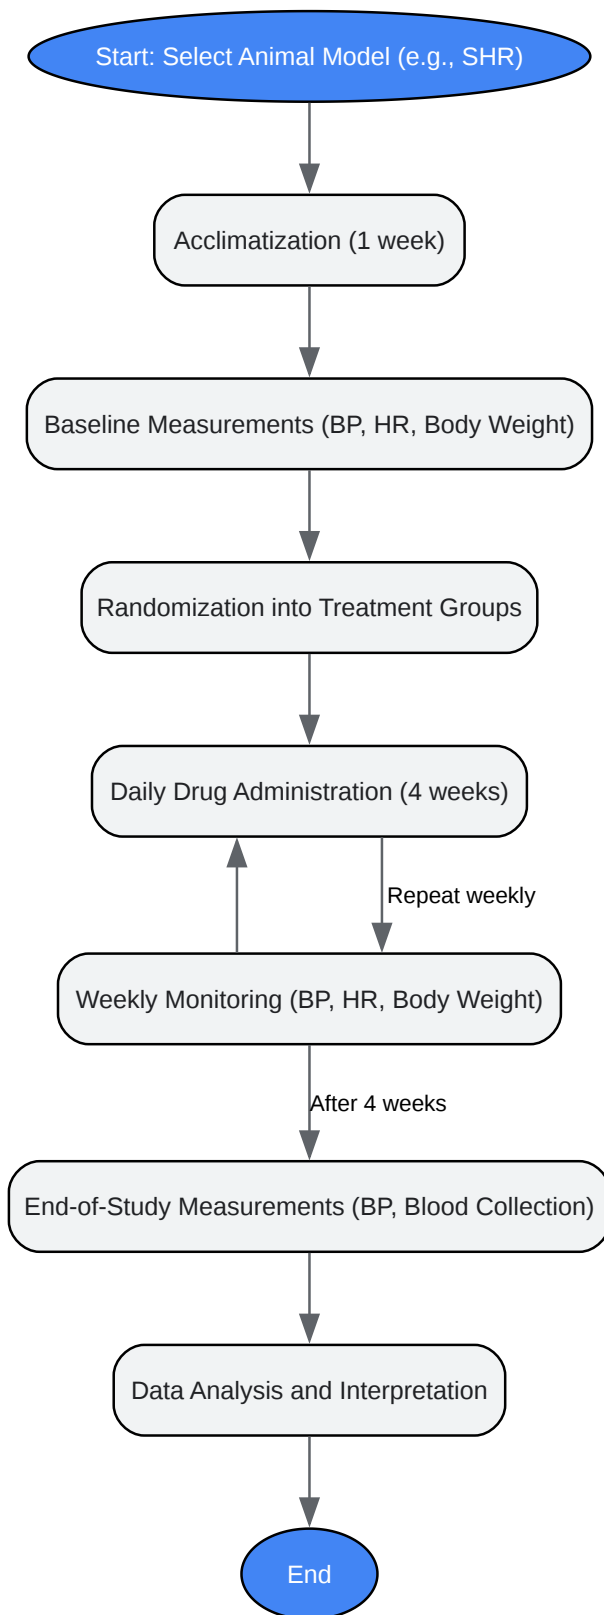 Start: Select Animal Model (e.g., SHR)
Acclimatization (1 week)
Baseline Measurements (BP, HR, Body Weight)
Randomization into Treatment Groups
Daily Drug Administration (4 weeks)
Repeat weekly
Weekly Monitoring (BP, HR, Body Weight)
After 4 weeks
End-of-Study Measurements (BP, Blood Collection)
Data Analysis and Interpretation
End